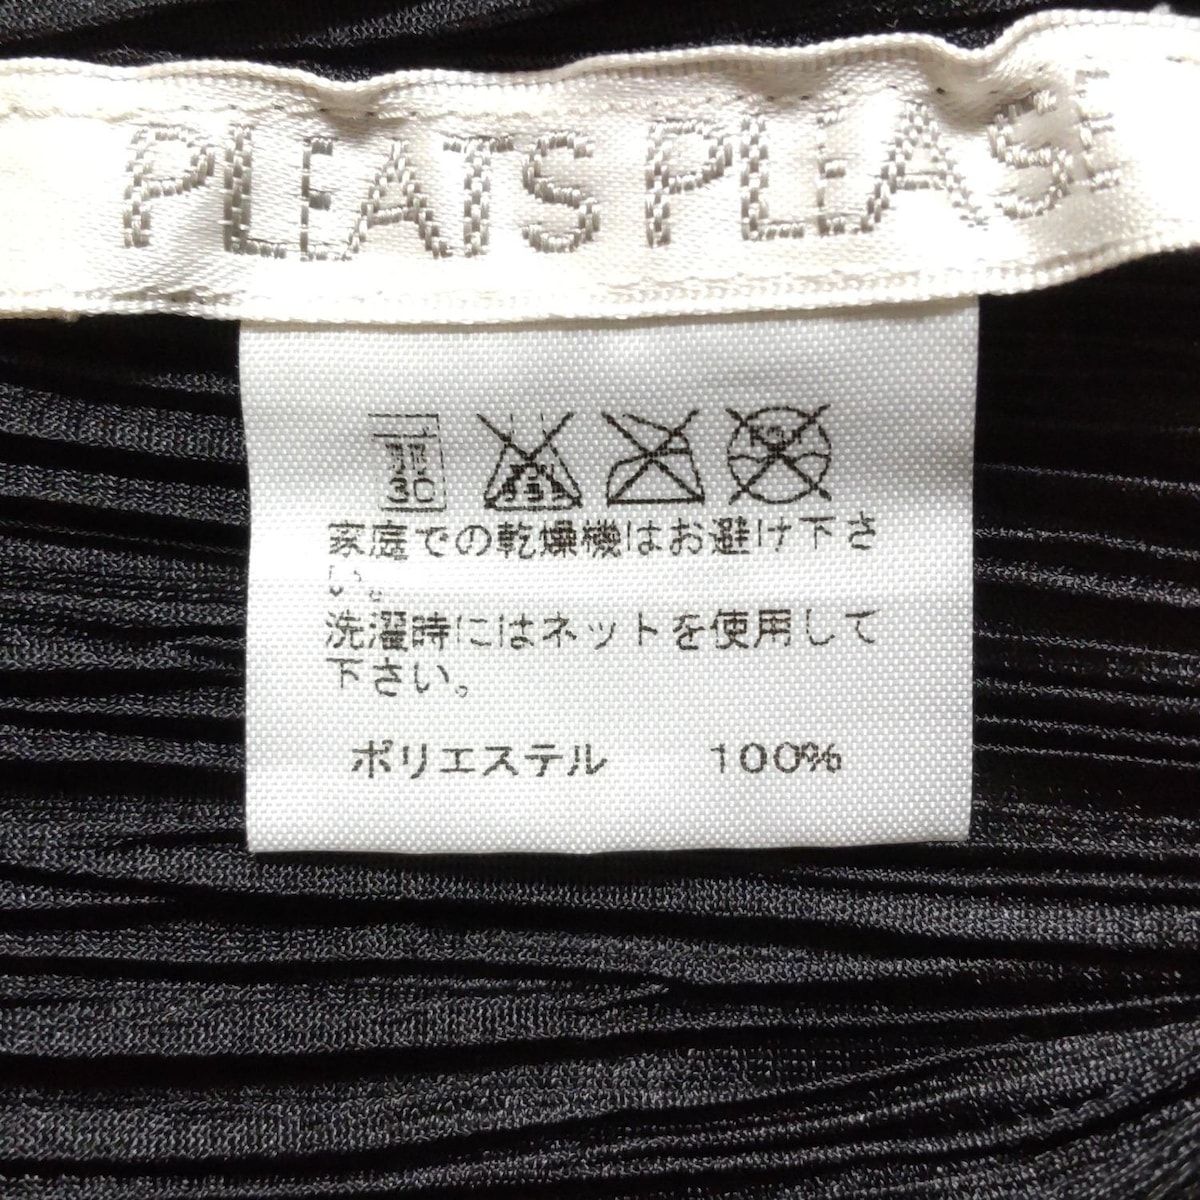 PLEATS PLEASE
30
家庭での乾燥機はお避け下さ
い。
洗濯時にはネットを使用して
下さい。
ポリエステル 100%